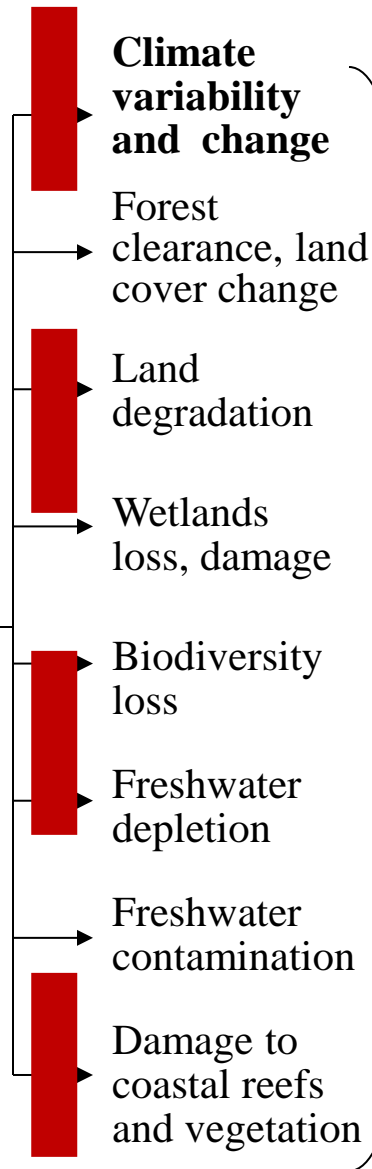 Climate
variability
and change
Forest
clearance, land
cover change
Land
degradation
Wetlands
loss, damage
Biodiversity
loss
Freshwater
depletion
Freshwater
contamination
Damage to
coastal reefs
and vegetation